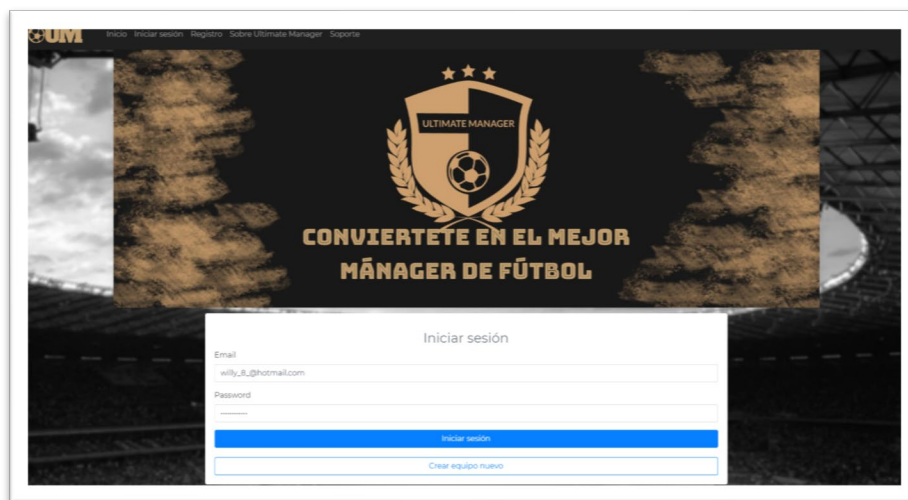 UM
Inicio Iniciar sesión Registro Sobre Ultimate Manager Soporte
ULTIMATE MANAGER
CONVIERTETE EN EL MEJOR
MÁNAGER DE FÚTBOL
Iniciar sesión
Email
willy_8_@hotmail.com
Password
Iniciar sesión
Crear equipo nuevo